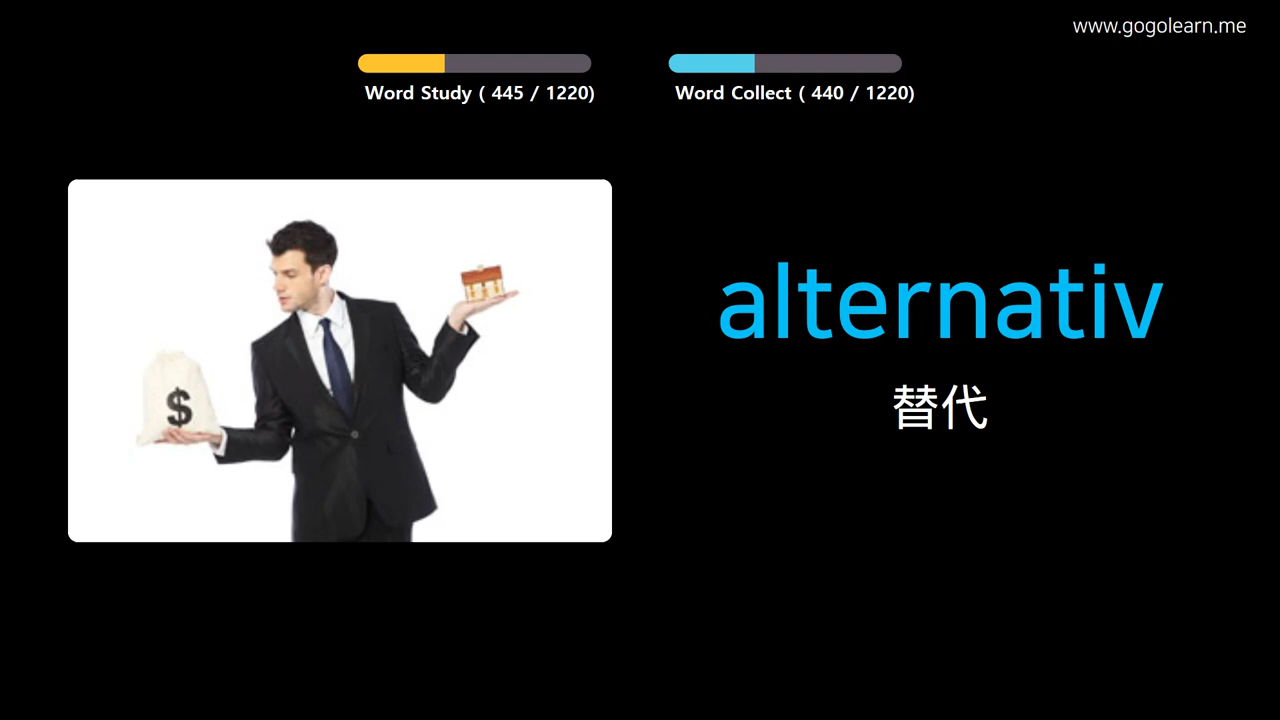 www.gogolearn.me
Word Study ( 445 / 1220)
Word Collect ( 440 / 1220)
$
alternativ
替代